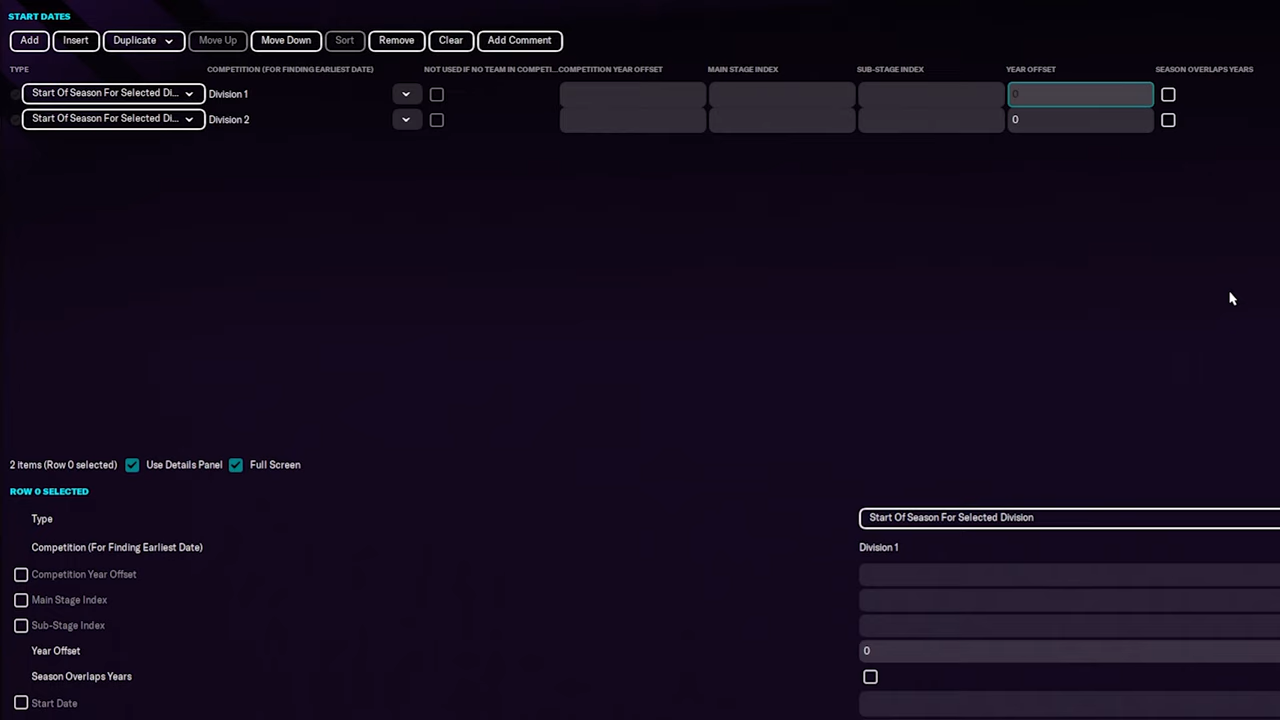 START DATES
Add Insert Duplicate Move Up Move Down Sort Remove Clear Add Comment
TYPE COMPETITION (FOR FINDING EARLIEST DATE) NOT USED IF NO TEAM IN COMPETI... COMPETITION YEAR OFFSET MAIN STAGE INDEX SUB-STAGE INDEX YEAR OFFSET SEASON OVERLAPS YEARS
Start Of Season For Selected Di... Division 1 0
Start Of Season For Selected Di... Division 2 0
2 items (Row 0 selected) Use Details Panel Full Screen
ROW 0 SELECTED
Type Start Of Season For Selected Division
Competition (For Finding Earliest Date) Division 1
Competition Year Offset
Main Stage Index
Sub-Stage Index
Year Offset 0
Season Overlaps Years
Start Date